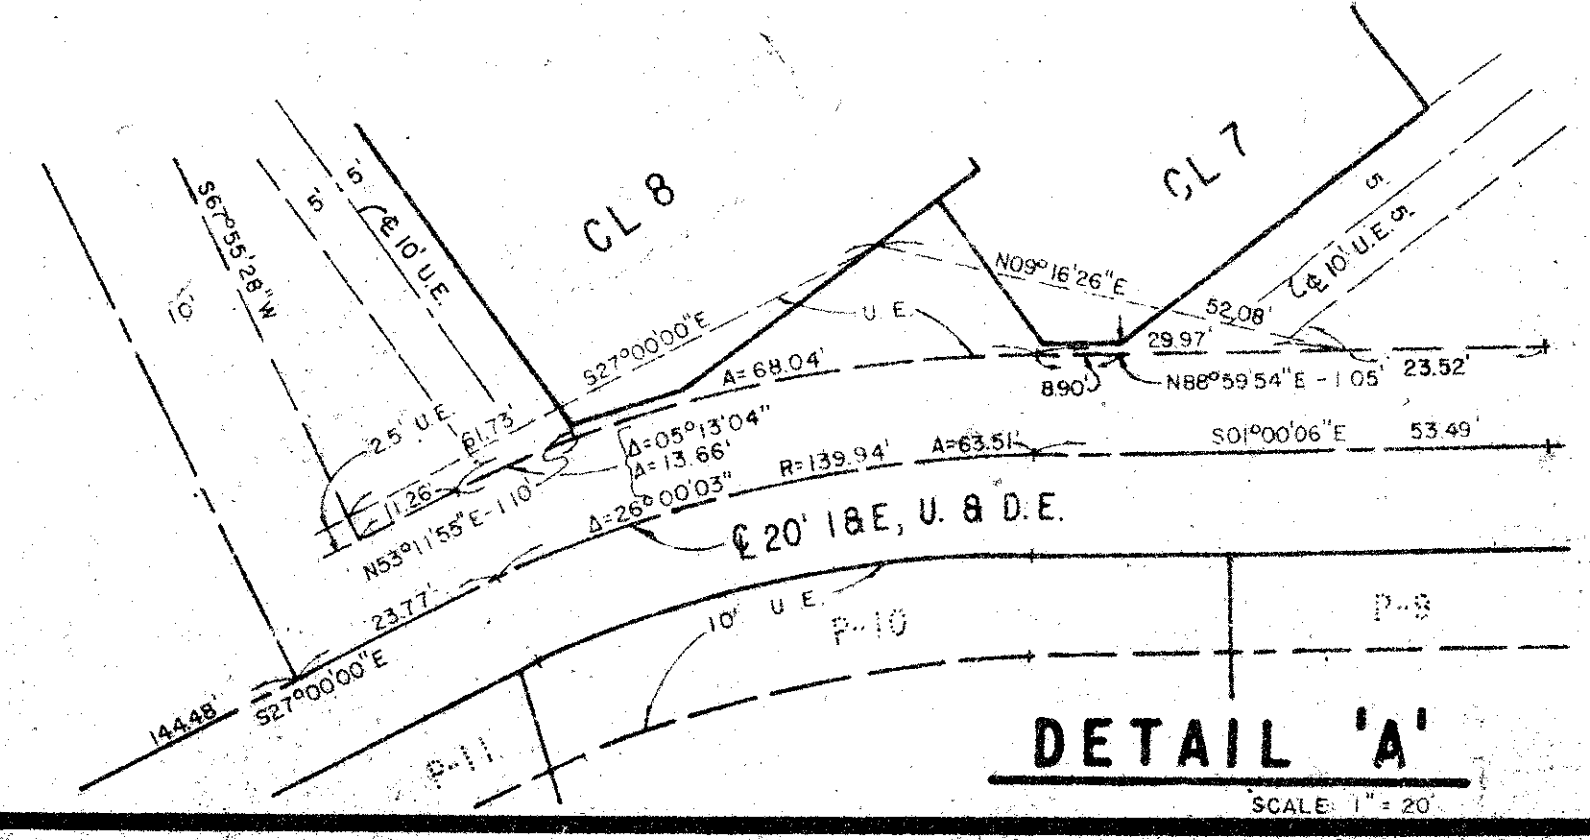 CL 8
CL 7
10'
S67°55'28"W
5'
5'
℄ 10' U.E.
S27°00'00"E
U. E.
N09°16'26"E
52.08'
5'
5'
℄ 10' U.E.
29.97'
N88°59'54"E - 1.05'
23.52'
8.90'
A=68.04'
2.5' U.E.
61.73'
11.26'
N53°11'55"E - 1.10'
Δ=05°13'04"
Δ=13.66'
Δ=26°00'03"
R=139.94'
A=63.51'
S01°00'06"E
53.49'
℄ 20' I & E, U. & D.E.
23.77'
S27°00'00"E
144.48'
10' U.E.
P-10
P-9
P-11
DETAIL 'A'
SCALE: 1" = 20'